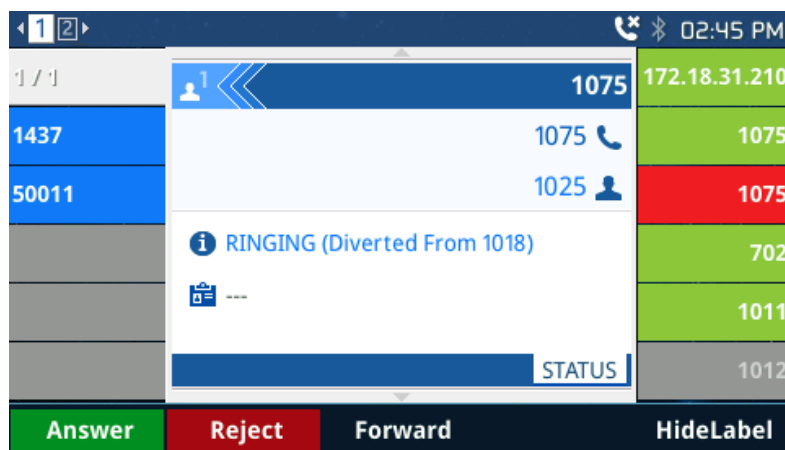 1 2 02:45 PM
1 / 1
1437
50011
1 1075
1075
1025
RINGING (Diverted From 1018)
---
STATUS
172.18.31.210
1075
1075
702
1011
1012
Answer Reject Forward HideLabel